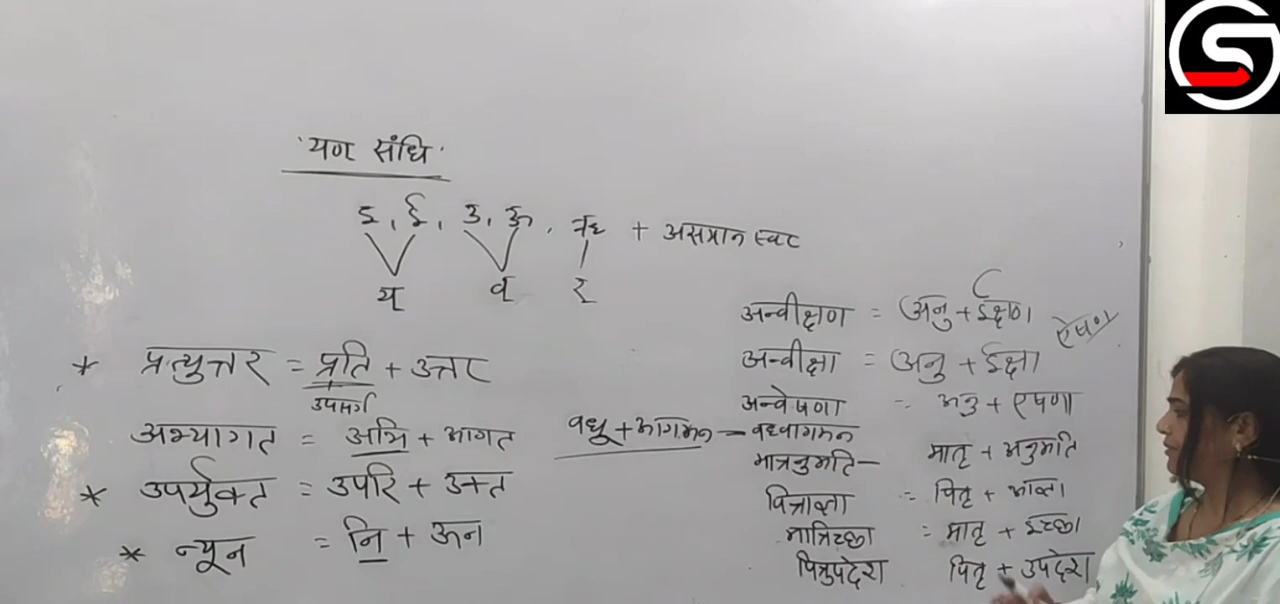 'यण संधि'
इ, ई, उ, ऊ, ऋ + असमान स्वर
य् व् र्
* प्रत्युत्तर = प्रति + उत्तर
उपसर्ग
अभ्यागत = अभि + आगत
* उपर्युक्त = उपरि + उक्त
* न्यून = नि + ऊन
वधू + आगमन = वध्वागमन
अन्वीक्षण = अनु + ईक्षण
ऐषण
अन्वीक्षा = अनु + ईक्षा
अन्वेषणा = अनु + एषणा
मात्रनुमति - मातृ + अनुमति
पित्राज्ञा = पितृ + आज्ञा
मात्रिच्छा = मातृ + इच्छा
पित्रुपदेश पितृ + उपदेश
S